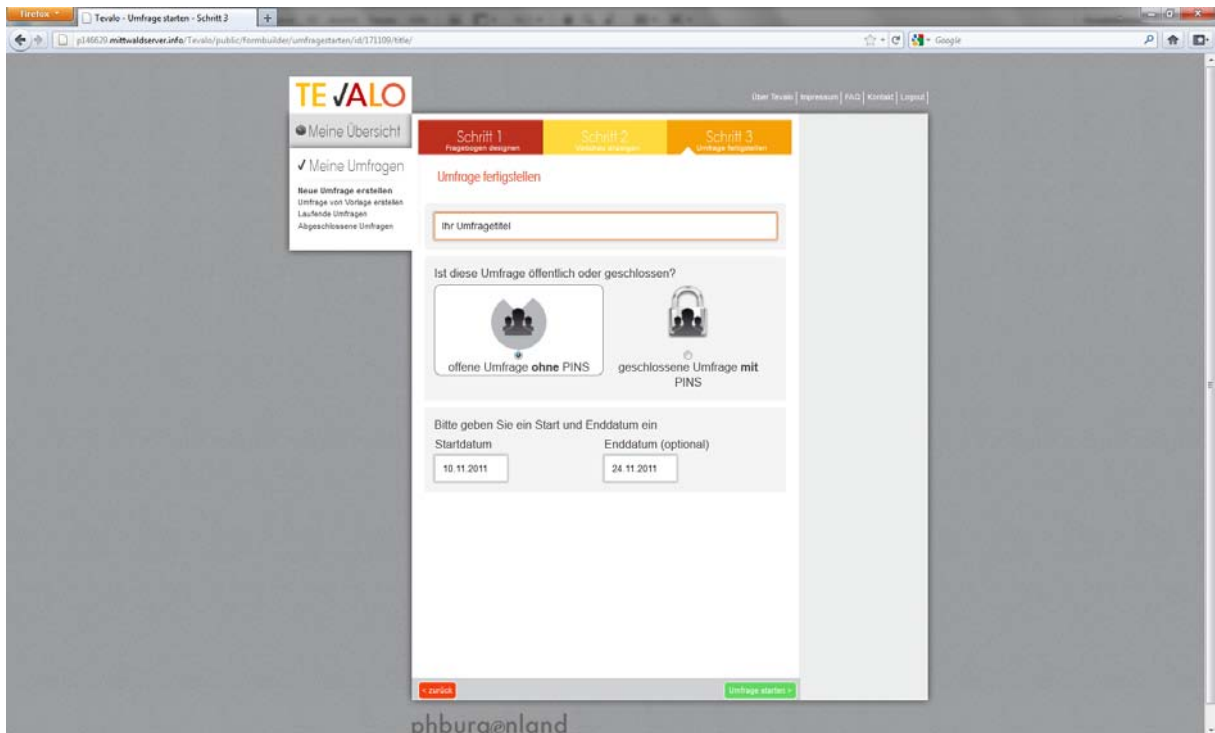 Firefox
Tevalo - Umfrage starten - Schritt 3
p146629.mittwaldserver.info/Tevalo/public/formbuilder/umfragestarten/id/171109/title/
Google
TEVALO
Über Tevalo | Impressum | FAQ | Kontakt | Logout |
Meine Übersicht
Meine Umfragen
Neue Umfrage erstellen
Umfrage von Vorlage erstellen
Laufende Umfragen
Abgeschlossene Umfragen
Schritt 1
Fragebogen designen
Schritt 2
Vorschau anzeigen
Schritt 3
Umfrage fertigstellen
Umfrage fertigstellen
Ihr Umfragetitel
Ist diese Umfrage öffentlich oder geschlossen?
offene Umfrage ohne PINS
geschlossene Umfrage mit
PINS
Bitte geben Sie ein Start und Enddatum ein
Startdatum
Enddatum (optional)
10.11.2011
24.11.2011
< zurück
Umfrage starten >
phburgenland